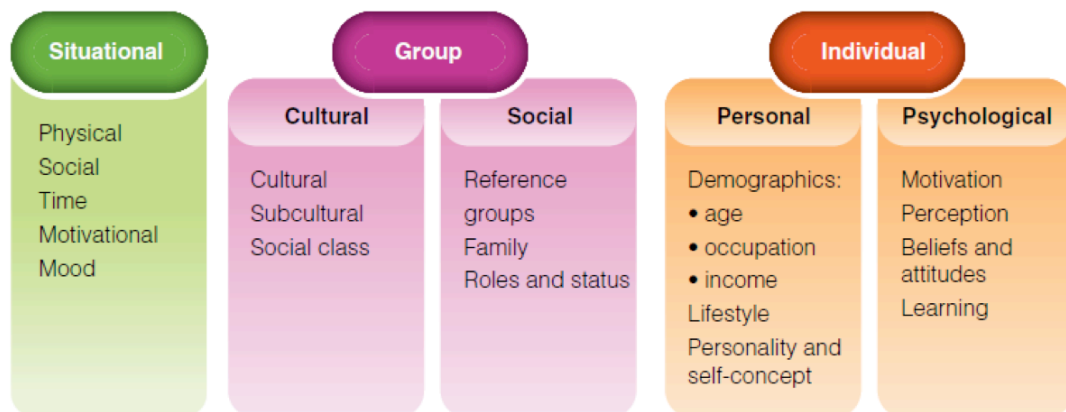 Situational
Group
Individual
Physical
Social
Time
Motivational
Mood
Cultural
Cultural
Subcultural
Social class
Social
Reference
groups
Family
Roles and status
Personal
Demographics:
• age
• occupation
• income
Lifestyle
Personality and
self-concept
Psychological
Motivation
Perception
Beliefs and
attitudes
Learning